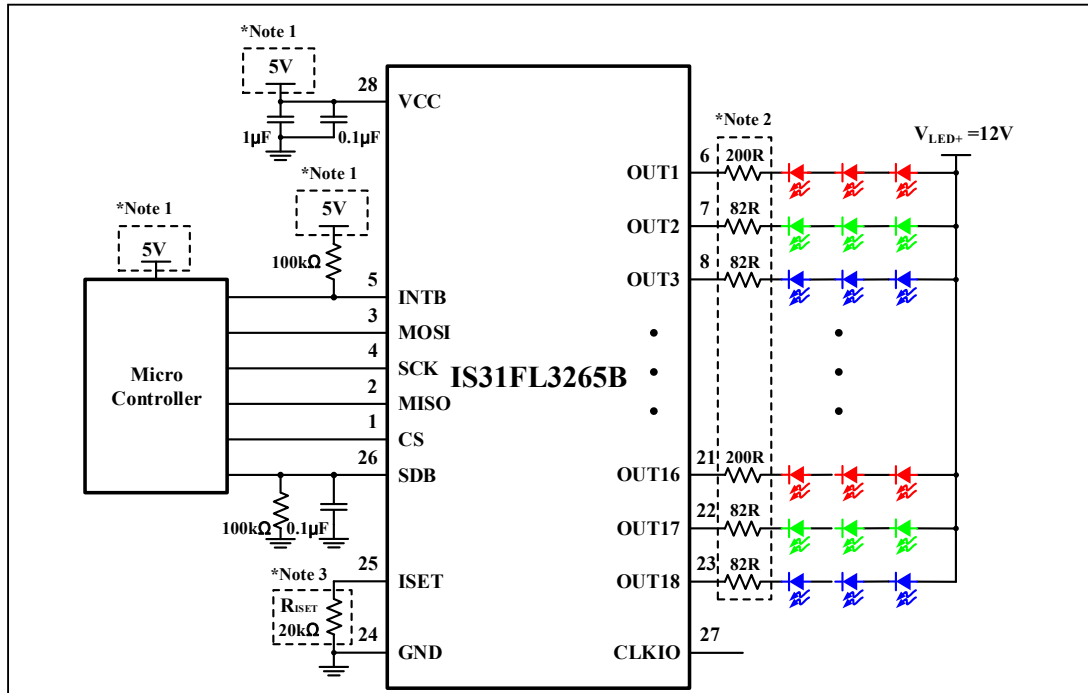 *Note 1
5V
28
VCC
1μF
0.1μF
*Note 1
5V
100kΩ
*Note 1
5V
Micro
Controller
5
INTB
3
MOSI
4
SCK
2
MISO
1
CS
26
SDB
100kΩ
0.1μF
*Note 3
25
ISET
RISET
20kΩ
24
GND
IS31FL3265B
*Note 2
VLED+ =12V
OUT1
6
200R
OUT2
7
82R
OUT3
8
82R
OUT16
21
200R
OUT17
22
82R
OUT18
23
82R
CLKIO
27